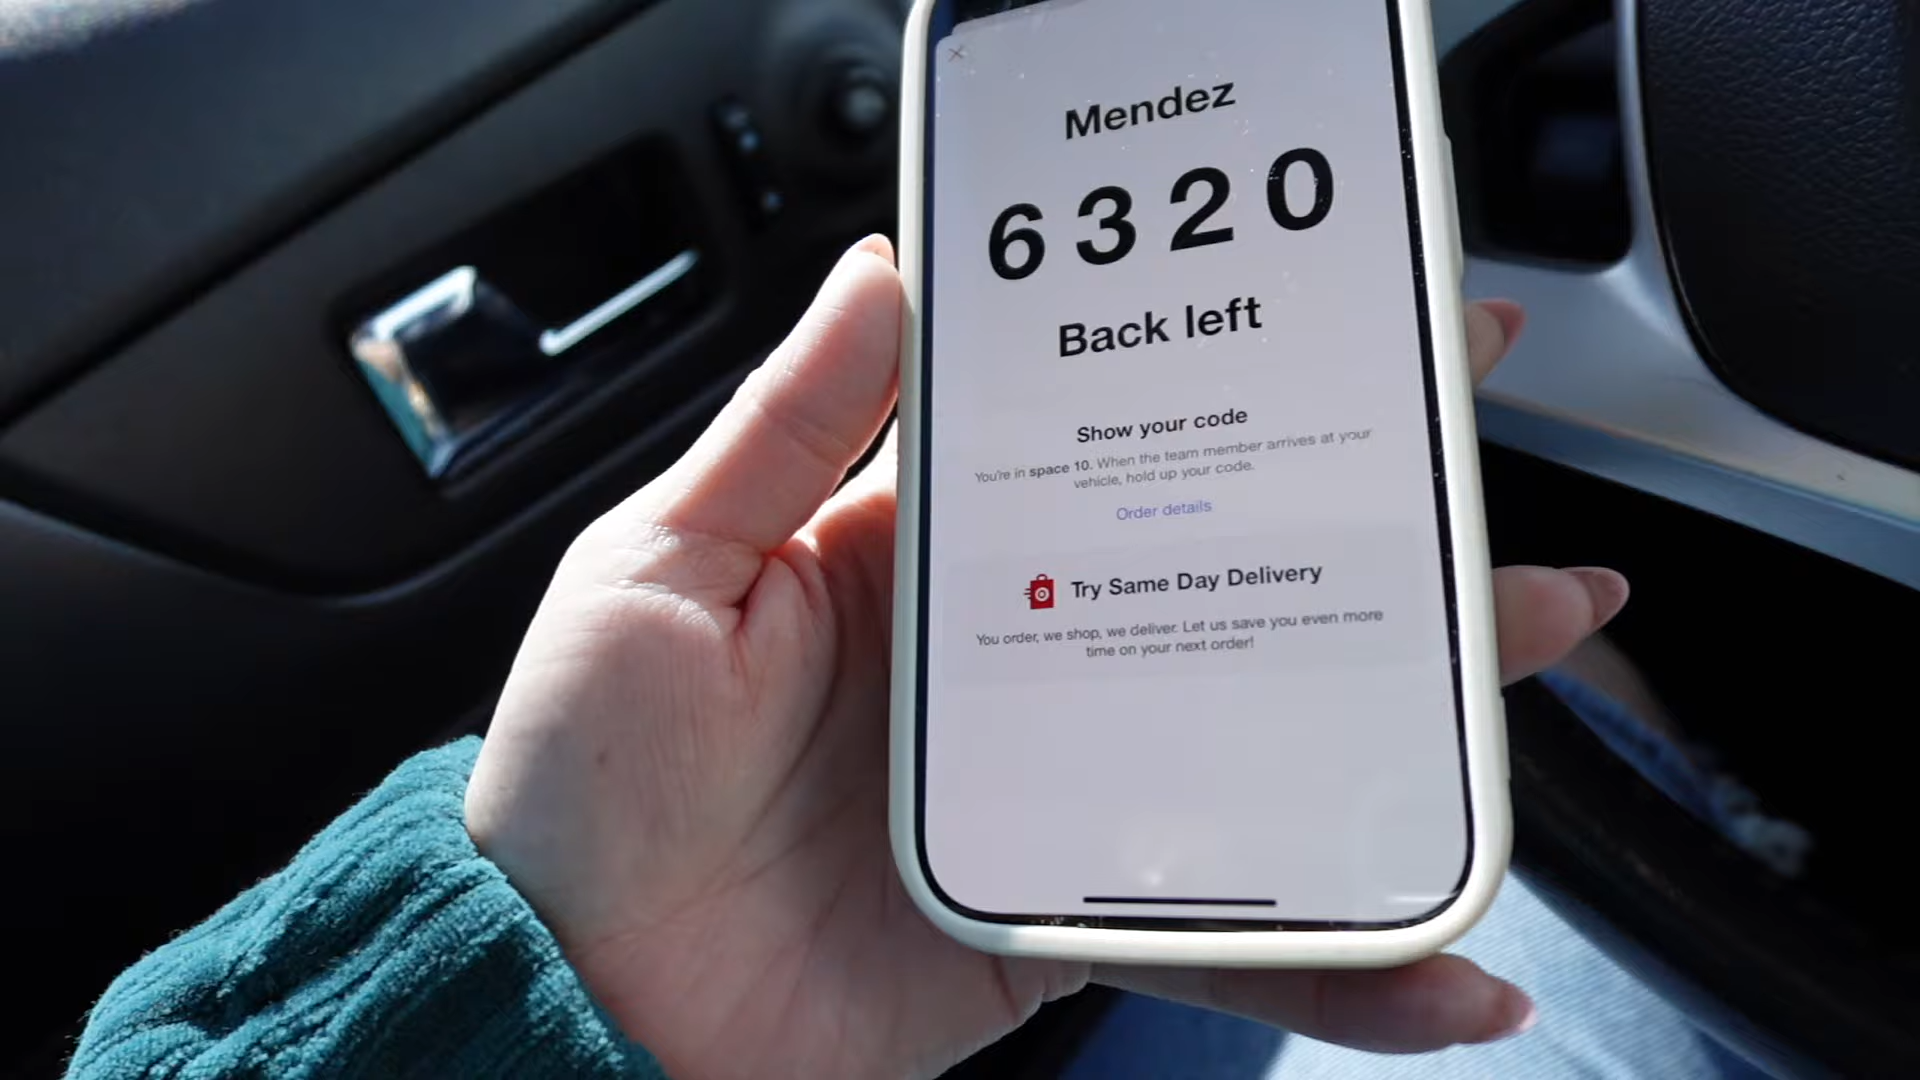 Mendez
6320
Back left
Show your code
You're in space 10. When the team member arrives at your
vehicle, hold up your code.
Order details
Try Same Day Delivery
You order, we shop, we deliver. Let us save you even more
time on your next order!